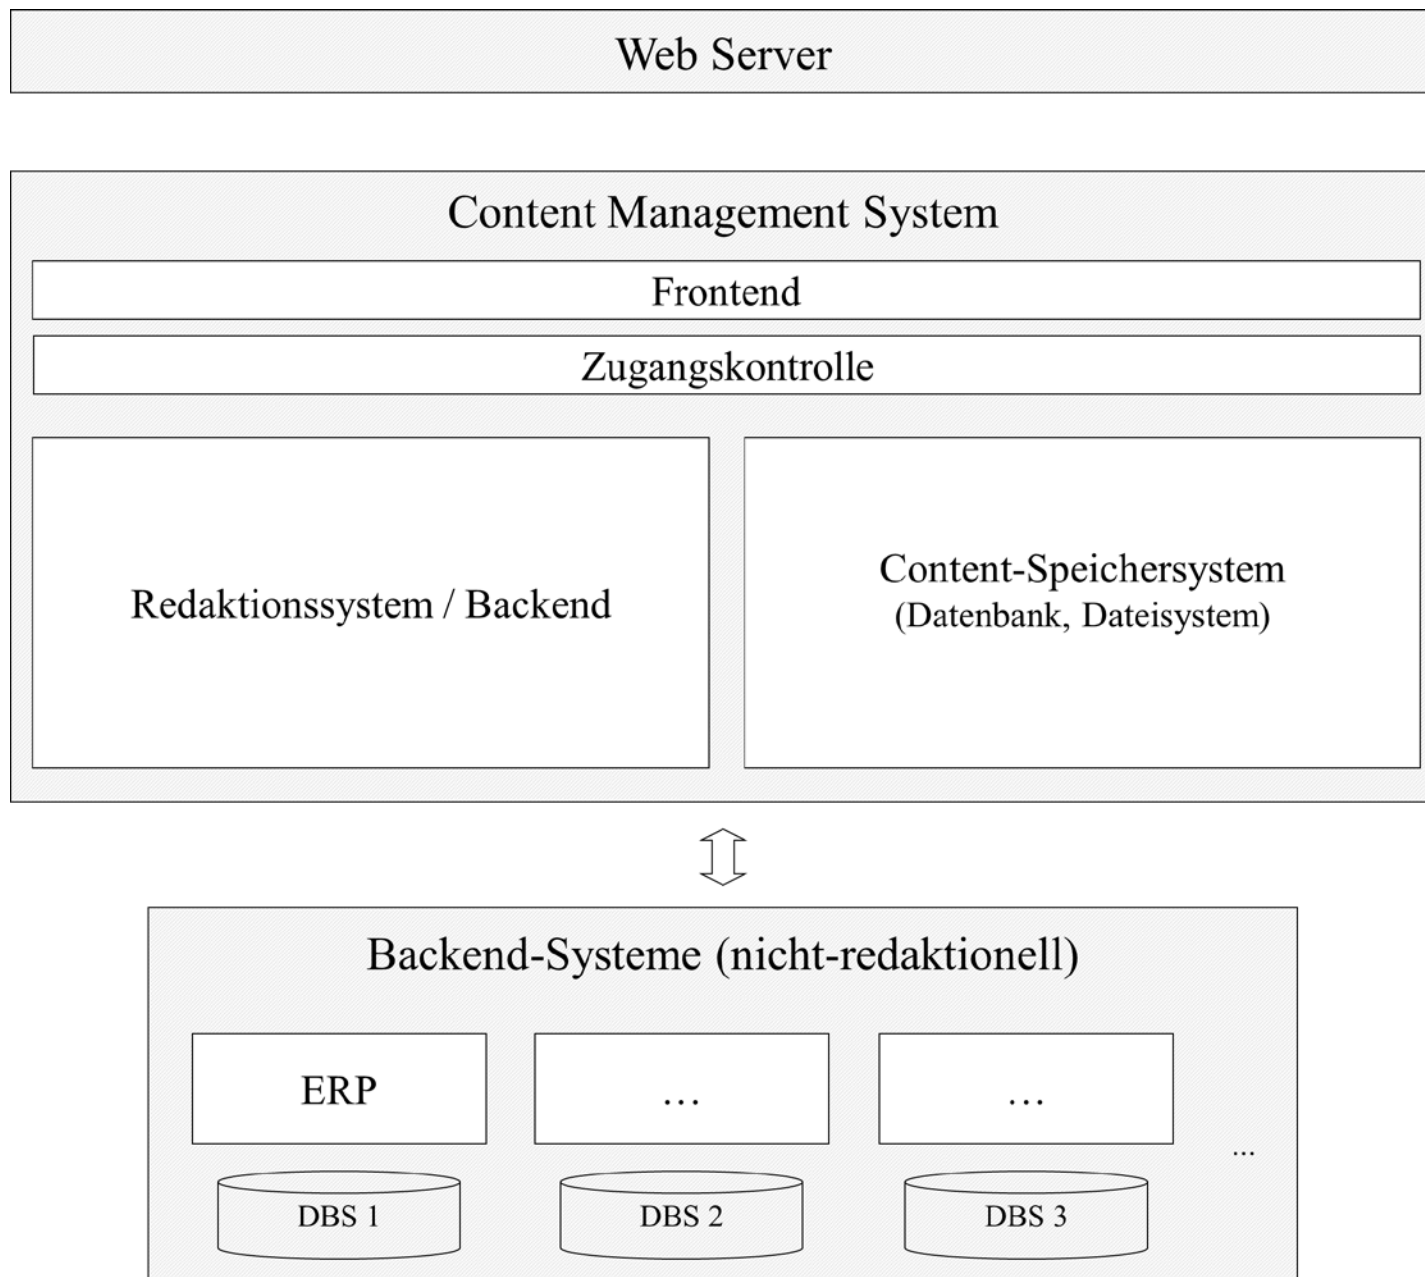 Web Server
Content Management System
Frontend
Zugangskontrolle
Redaktionssystem / Backend
Content-Speichersystem
(Datenbank, Dateisystem)
Backend-Systeme (nicht-redaktionell)
ERP
…
…
...
DBS 1
DBS 2
DBS 3